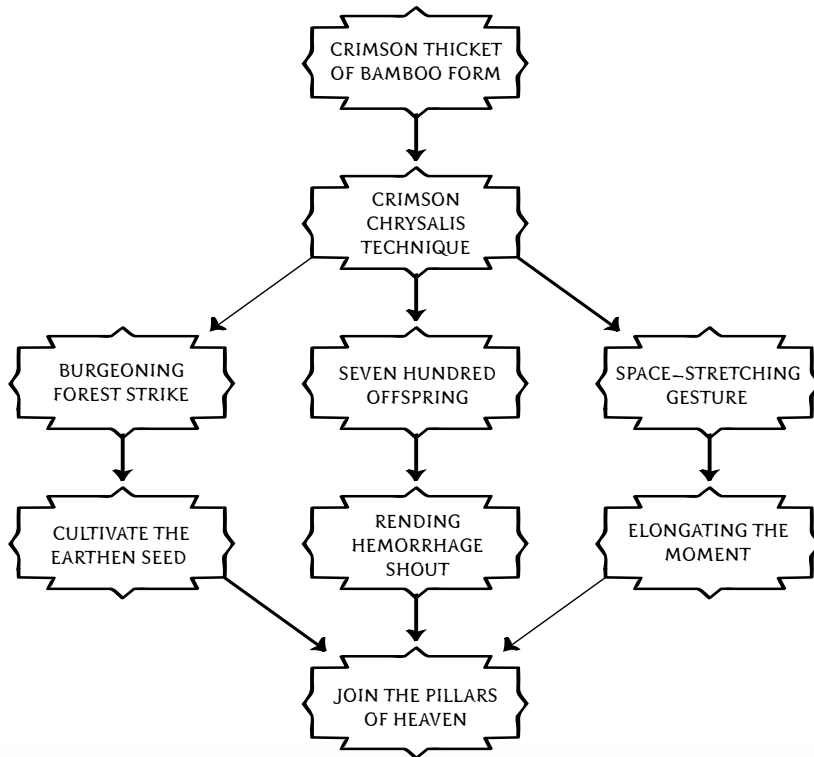 CRIMSON THICKET
OF BAMBOO FORM
CRIMSON
CHRYSALIS
TECHNIQUE
BURGEONING
FOREST STRIKE
SEVEN HUNDRED
OFFSPRING
SPACE–STRETCHING
GESTURE
CULTIVATE THE
EARTHEN SEED
RENDING
HEMORRHAGE
SHOUT
ELONGATING THE
MOMENT
JOIN THE PILLARS
OF HEAVEN